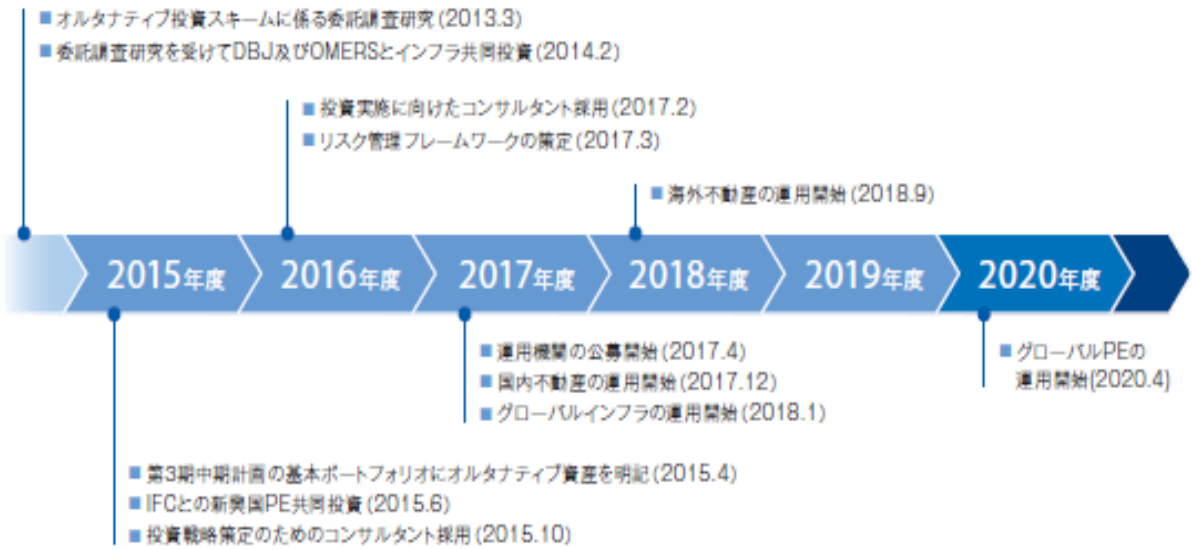 ■オルタナティブ投資スキームに係る委託調査研究(2013.3)
■委託調査研究を受けてDBJ及びOMERSとインフラ共同投資(2014.2)
■投資実施に向けたコンサルタント採用(2017.2)
■リスク管理フレームワークの策定(2017.3)
■海外不動産の運用開始(2018.9)
2015年度 2016年度 2017年度 2018年度 2019年度 2020年度
■運用機関の公募開始(2017.4)
■国内不動産の運用開始(2017.12)
■グローバルインフラの運用開始(2018.1)
■グローバルPEの
運用開始(2020.4)
■第3期中期計画の基本ポートフォリオにオルタナティブ資産を明記(2015.4)
■IFCとの新興国PE共同投資(2015.6)
■投資戦略策定のためのコンサルタント採用(2015.10)